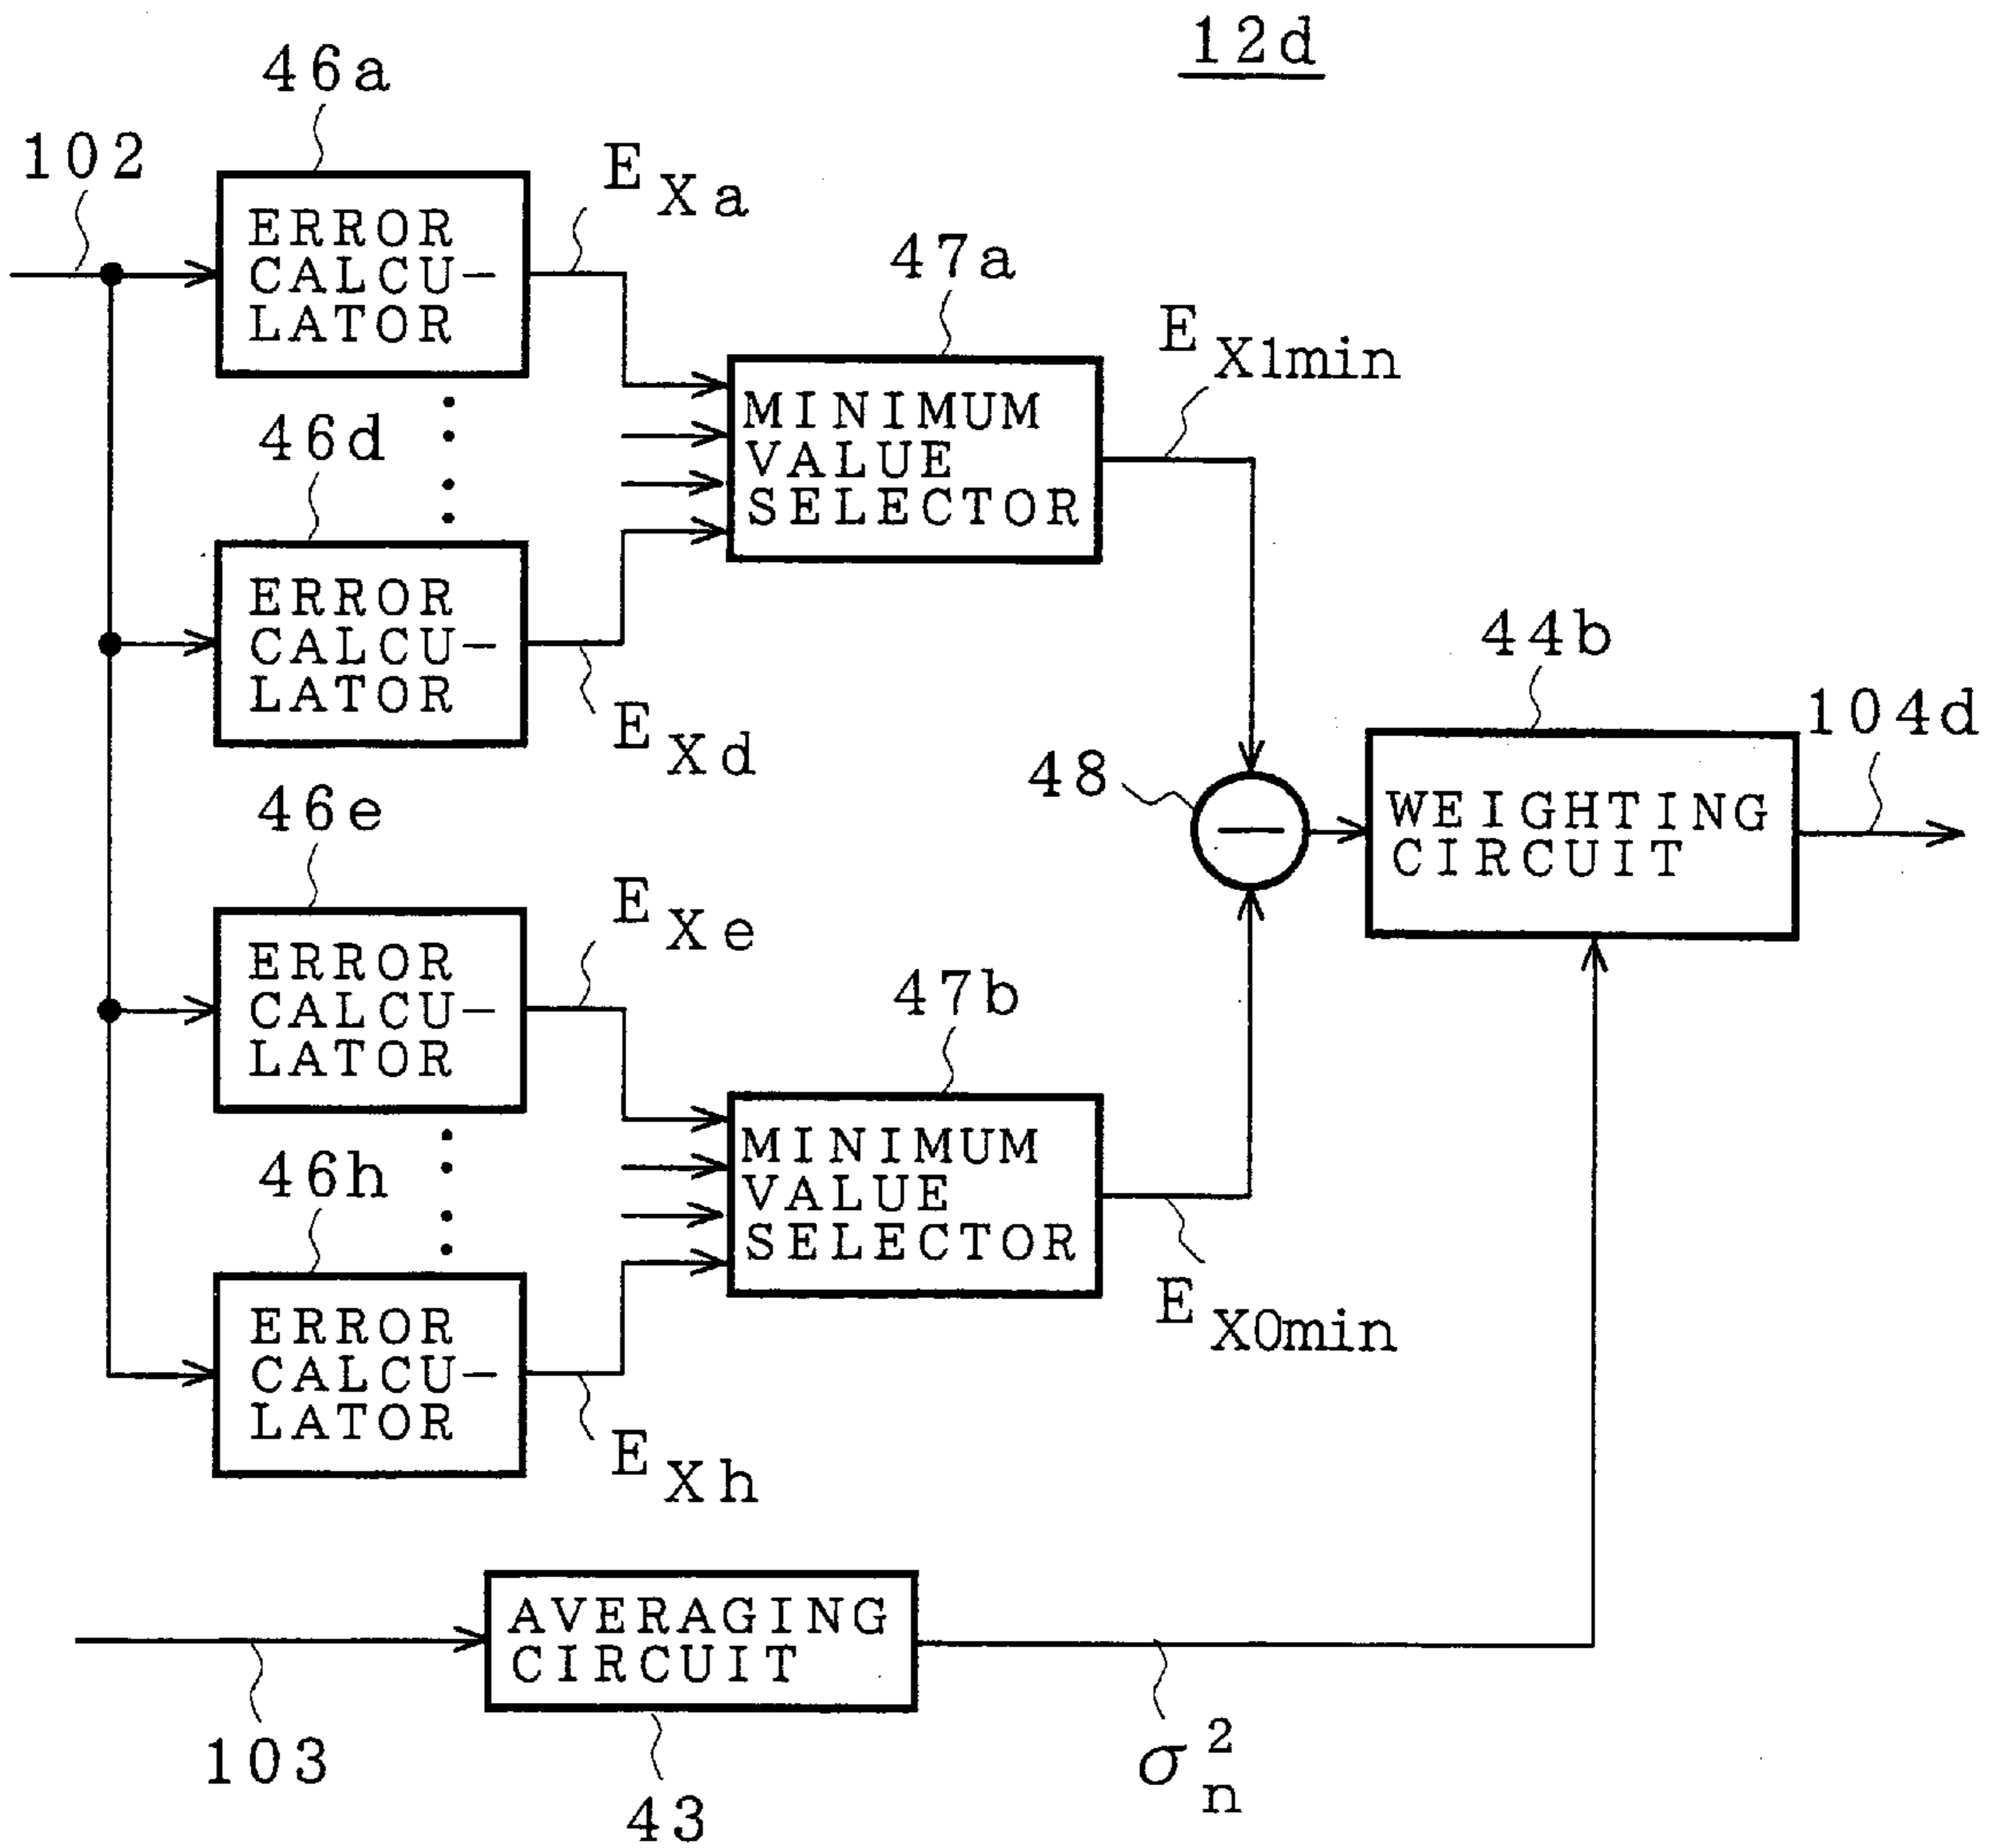 12d
46a
102
E Xa
ERROR
CALCU-
LATOR
47a
E X1min
MINIMUM
VALUE
SELECTOR
46d
ERROR
CALCU-
LATOR
E Xd
44b
104d
48
−
WEIGHTING
CIRCUIT
46e
E Xe
ERROR
CALCU-
LATOR
47b
MINIMUM
VALUE
SELECTOR
E X0min
46h
ERROR
CALCU-
LATOR
E Xh
AVERAGING
CIRCUIT
103
43
σ²n